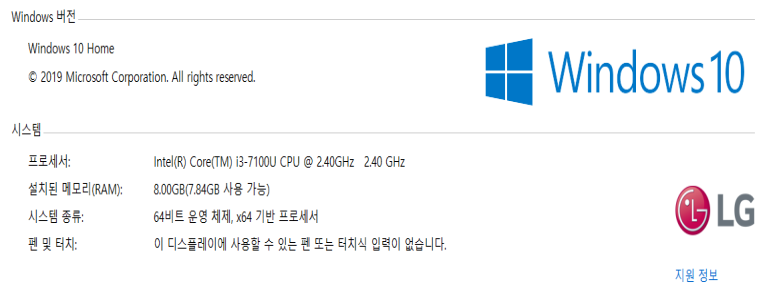 Windows 버전
Windows 10 Home
© 2019 Microsoft Corporation. All rights reserved.
Windows 10
시스템
프로세서: Intel(R) Core(TM) i3-7100U CPU @ 2.40GHz 2.40 GHz
설치된 메모리(RAM): 8.00GB(7.84GB 사용 가능)
시스템 종류: 64비트 운영 체제, x64 기반 프로세서
펜 및 터치: 이 디스플레이에 사용할 수 있는 펜 또는 터치식 입력이 없습니다.
LG
지원 정보